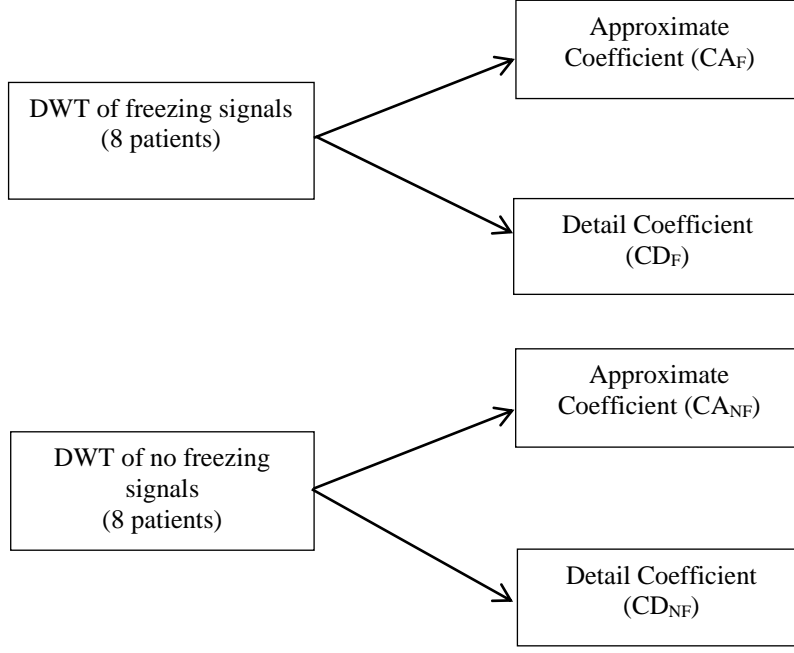 Approximate
Coefficient (CAF)
DWT of freezing signals
(8 patients)
Detail Coefficient
(CDF)
Approximate
Coefficient (CANF)
DWT of no freezing
signals
(8 patients)
Detail Coefficient
(CDNF)